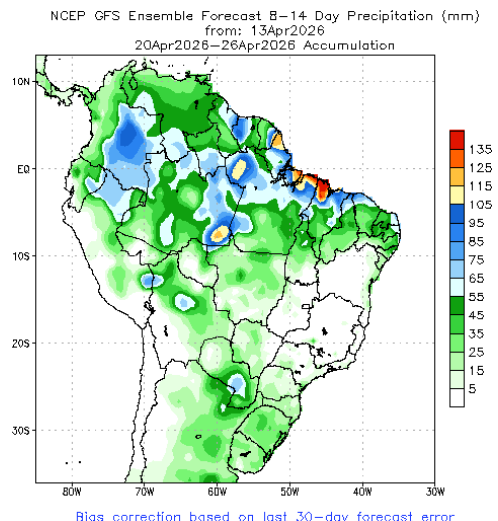 NCEP GFS Ensemble Forecast 8-14 Day Precipitation (mm)
from: 13Apr2026
20Apr2026-26Apr2026 Accumulation
10N
EQ
10S
20S
30S
80W 70W 60W 50W 40W 30W
135
125
115
105
95
85
75
65
55
45
35
25
15
5
Bias correction based on last 30-day forecast error